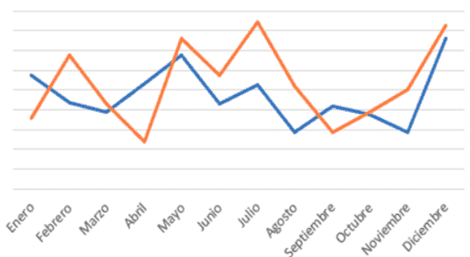 Enero
Febrero
Marzo
Abril
Mayo
Junio
Julio
Agosto
Septiembre
Octubre
Noviembre
Diciembre